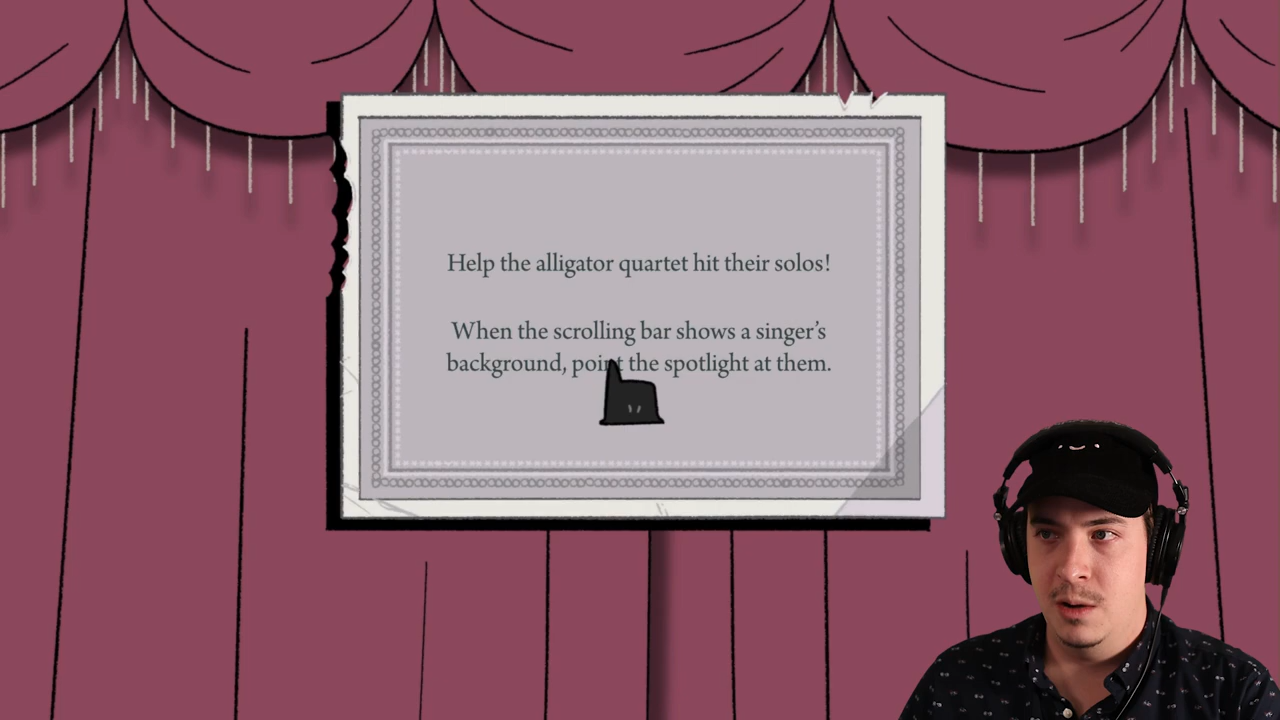 Help the alligator quartet hit their solos!
When the scrolling bar shows a singer’s
background, point the spotlight at them.